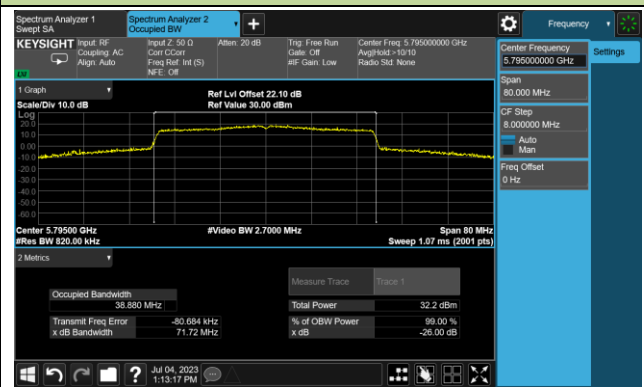 Spectrum Analyzer 1
Swept SA
Spectrum Analyzer 2
Occupied BW
Frequency
KEYSIGHT
Input: RF
Coupling: AC
Align: Auto
Input Z: 50 Ω
Corr CCorr
Freq Ref: Int (S)
NFE: Off
Atten: 20 dB
Trig: Free Run
Gate: Off
#IF Gain: Low
Center Freq: 5.795000000 GHz
Avg|Hold:>10/10
Radio Std: None
Center Frequency
5.795000000 GHz
Settings
Span
80.000 MHz
CF Step
8.000000 MHz
Auto
Man
Freq Offset
0 Hz
1 Graph
Scale/Div 10.0 dB
Ref Lvl Offset 22.10 dB
Ref Value 30.00 dBm
Log
20.0
10.0
0.00
-10.0
-20.0
-30.0
-40.0
-50.0
-60.0
Center 5.79500 GHz
#Res BW 820.00 kHz
#Video BW 2.7000 MHz
Span 80 MHz
Sweep 1.07 ms (2001 pts)
2 Metrics
Measure Trace
Trace 1
Occupied Bandwidth
38.880 MHz
Total Power
32.2 dBm
Transmit Freq Error
-80.684 kHz
% of OBW Power
99.00 %
x dB Bandwidth
71.72 MHz
x dB
-26.00 dB
?
Jul 04, 2023
1:13:17 PM